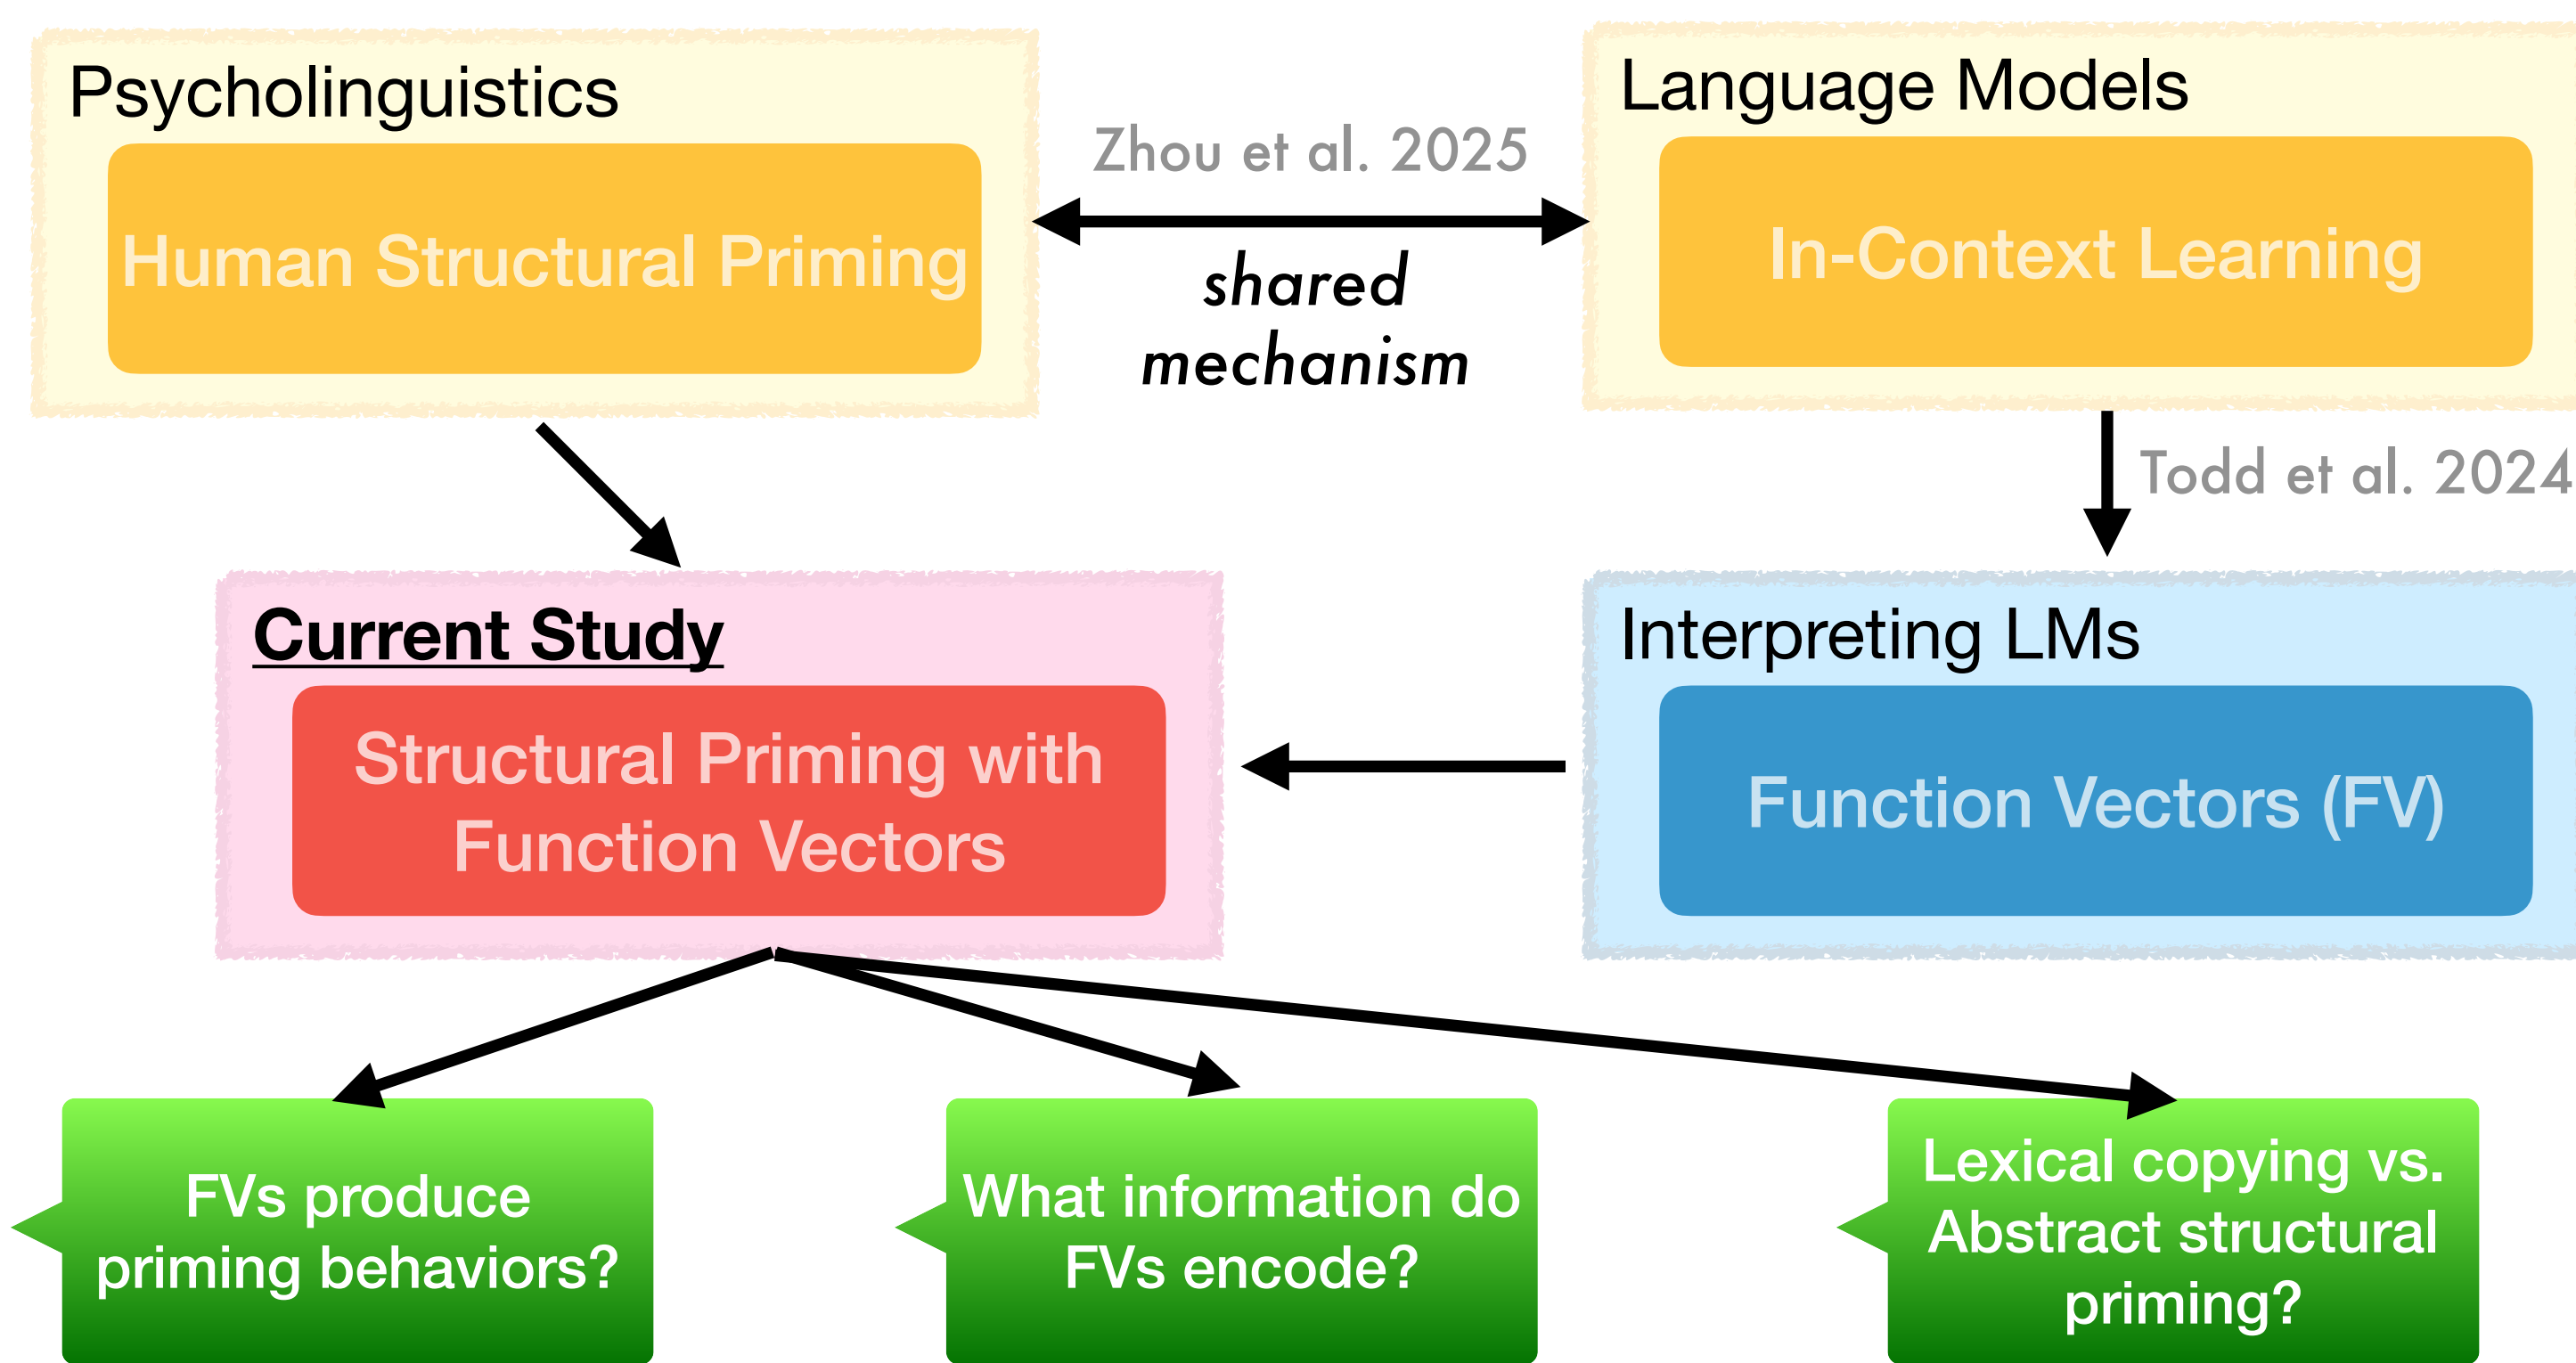 Psycholinguistics
Human Structural Priming
Zhou et al. 2025
shared
mechanism
Language Models
In-Context Learning
Todd et al. 2024
Current Study
Structural Priming with
Function Vectors
Interpreting LMs
Function Vectors (FV)
FVs produce
priming behaviors?
What information do
FVs encode?
Lexical copying vs.
Abstract structural
priming?